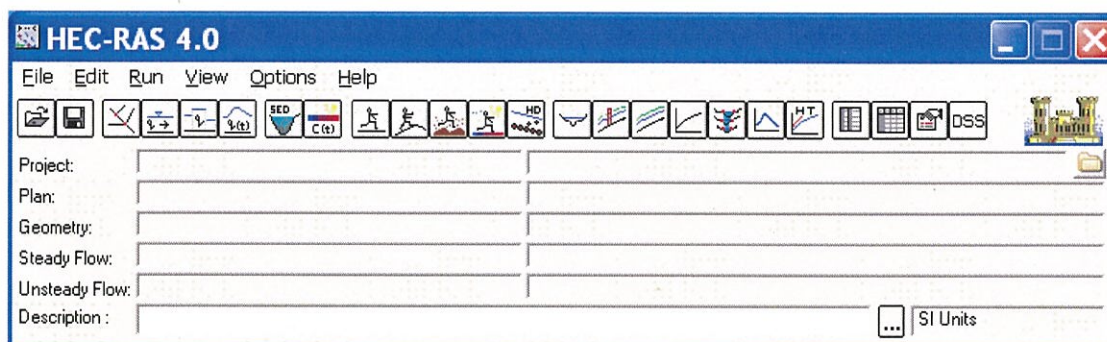 HEC-RAS 4.0
File Edit Run View Options Help
SED C(t) HD HT DSS
Project:
Plan:
Geometry:
Steady Flow:
Unsteady Flow:
Description : ... SI Units